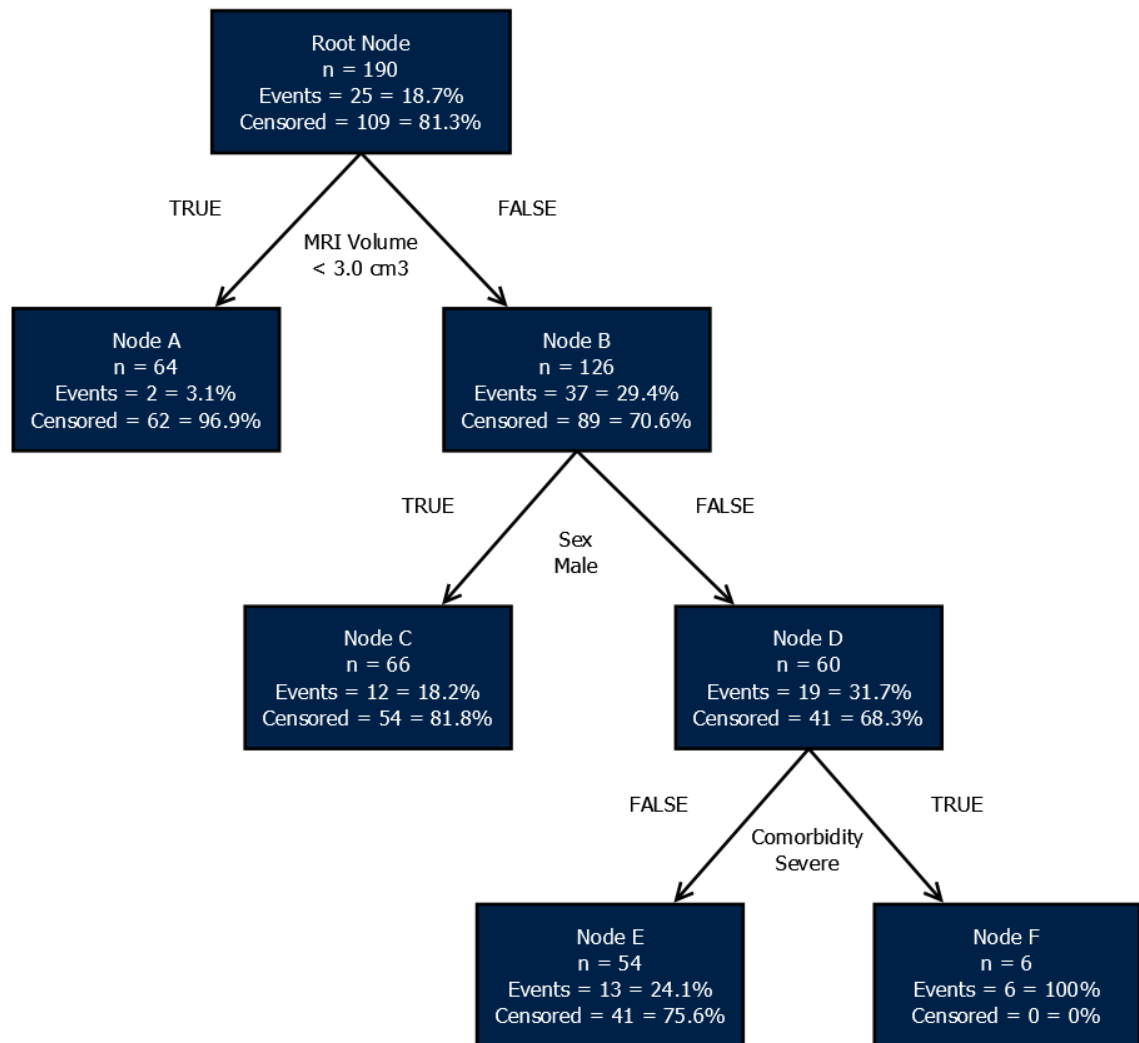 Root Node
n = 190
Events = 25 = 18.7%
Censored = 109 = 81.3%
TRUE
FALSE
MRI Volume
< 3.0 cm3
Node A
n = 64
Events = 2 = 3.1%
Censored = 62 = 96.9%
Node B
n = 126
Events = 37 = 29.4%
Censored = 89 = 70.6%
TRUE
FALSE
Sex
Male
Node C
n = 66
Events = 12 = 18.2%
Censored = 54 = 81.8%
Node D
n = 60
Events = 19 = 31.7%
Censored = 41 = 68.3%
FALSE
TRUE
Comorbidity
Severe
Node E
n = 54
Events = 13 = 24.1%
Censored = 41 = 75.6%
Node F
n = 6
Events = 6 = 100%
Censored = 0 = 0%